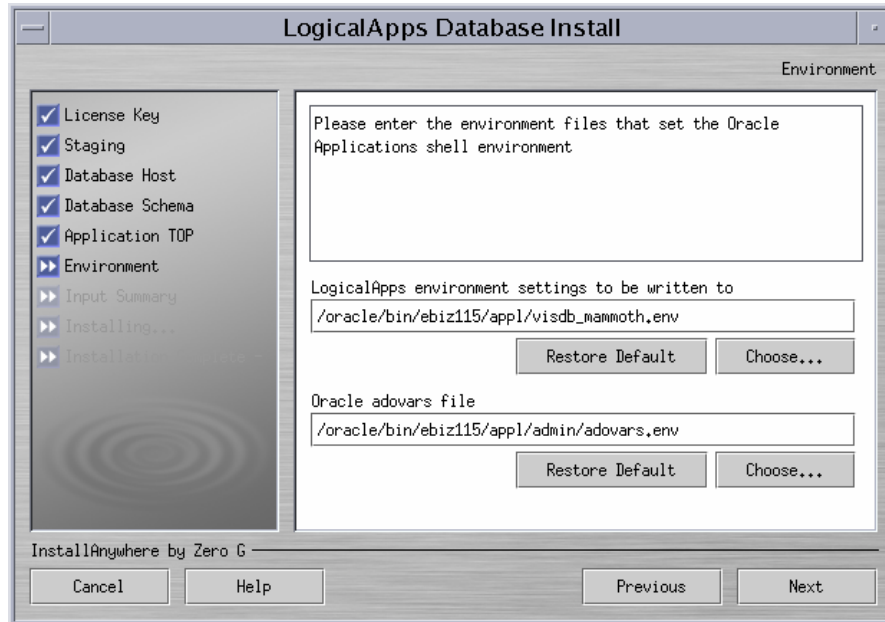 LogicalApps Database Install
Environment
License Key
Staging
Database Host
Database Schema
Application TOP
Environment
Input Summary
Installing...
Please enter the environment files that set the Oracle
Applications shell environment
LogicalApps environment settings to be written to
/oracle/bin/ebiz115/appl/visdb_mammoth.env
Restore Default
Choose...
Oracle adovars file
/oracle/bin/ebiz115/appl/admin/adovars.env
Restore Default
Choose...
InstallAnywhere by Zero G
Cancel
Help
Previous
Next